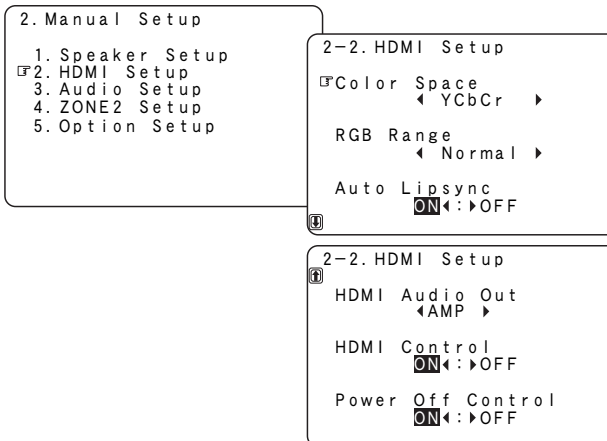 2.Manual Setup
1.Speaker Setup
☞2.HDMI Setup
3.Audio Setup
4.ZONE2 Setup
5.Option Setup
2−2.HDMI Setup
☞Color Space
◀ YCbCr ▶
RGB Range
◀ Normal ▶
Auto Lipsync
ON◀:▶OFF
2−2.HDMI Setup
HDMI Audio Out
◀AMP ▶
HDMI Control
ON◀:▶OFF
Power Off Control
ON◀:▶OFF